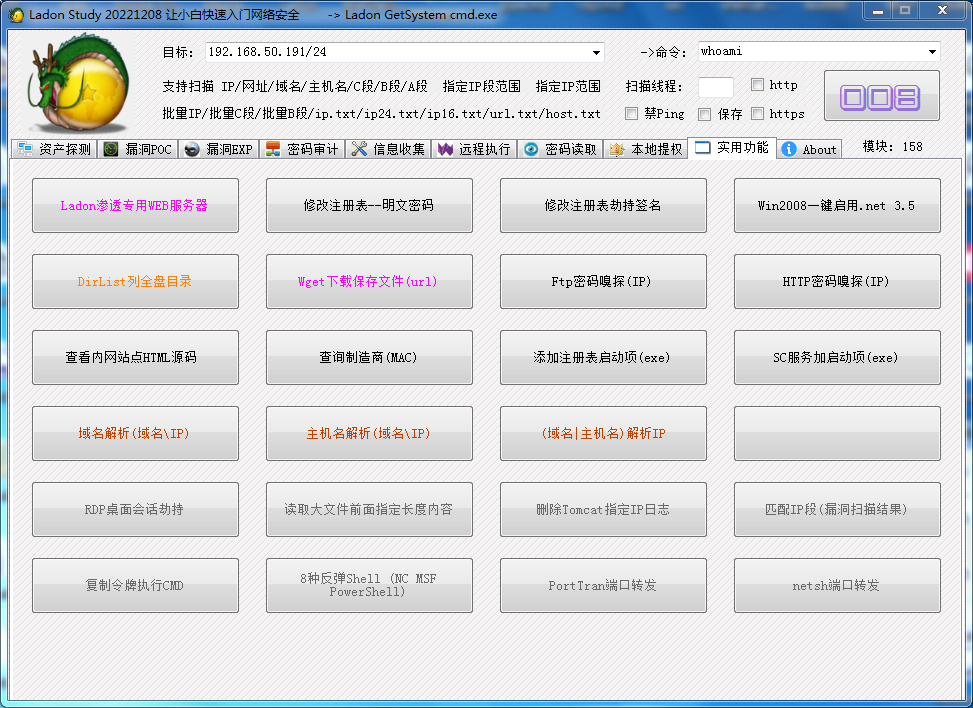 Ladon Study 20221208 让小白快速入门网络安全 -> Ladon GetSystem cmd.exe
目标: 192.168.50.191/24 ->命令: whoami
支持扫描 IP/网址/域名/主机名/C段/B段/A段 指定IP段范围 指定IP范围 扫描线程: http
批量IP/批量C段/批量B段/ip.txt/ip24.txt/ip16.txt/url.txt/host.txt 禁Ping 保存 https
资产探测 漏洞POC 漏洞EXP 密码审计 信息收集 远程执行 密码读取 本地提权 实用功能 About 模块: 158
Ladon渗透专用WEB服务器 修改注册表--明文密码 修改注册表劫持签名 Win2008一键启用.net 3.5
DirList列全盘目录 Wget下载保存文件(url) Ftp密码嗅探(IP) HTTP密码嗅探(IP)
查看内网站点HTML源码 查询制造商(MAC) 添加注册表启动项(exe) SC服务加启动项(exe)
域名解析(域名\IP) 主机名解析(域名\IP) (域名|主机名)解析IP
RDP桌面会话劫持 读取大文件前面指定长度内容 删除Tomcat指定IP日志 匹配IP段(漏洞扫描结果)
复制令牌执行CMD 8种反弹Shell (NC MSF PowerShell) PortTran端口转发 netsh端口转发